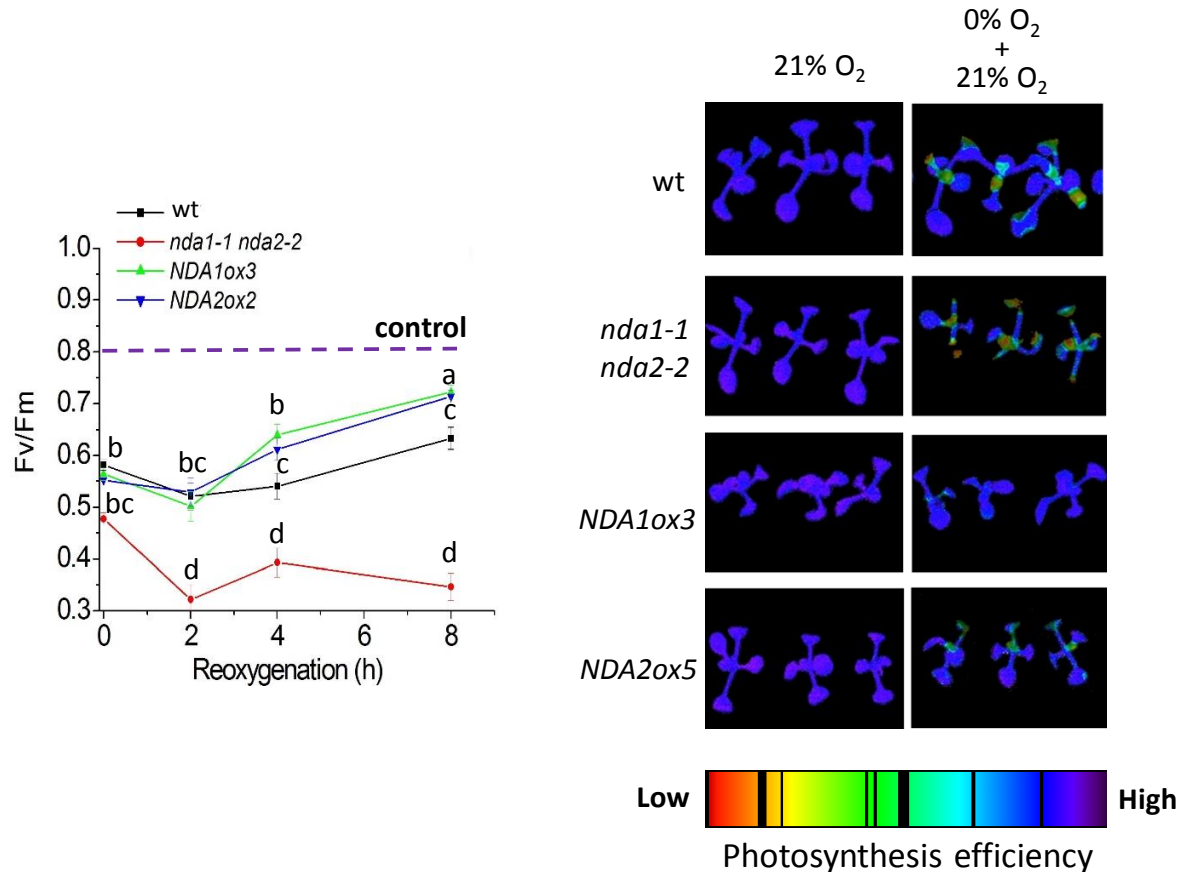 wt
nda1-1 nda2-2
NDA1ox3
NDA2ox2
1.0
0.9
0.8
0.7
0.6
0.5
0.4
0.3
Fv/Fm
control
b
bc
bc
d
b
c
d
a
c
d
0 2 4 6 8
Reoxygenation (h)
21% O₂
0% O₂
+
21% O₂
wt
nda1-1
nda2-2
NDA1ox3
NDA2ox5
Low High
Photosynthesis efficiency